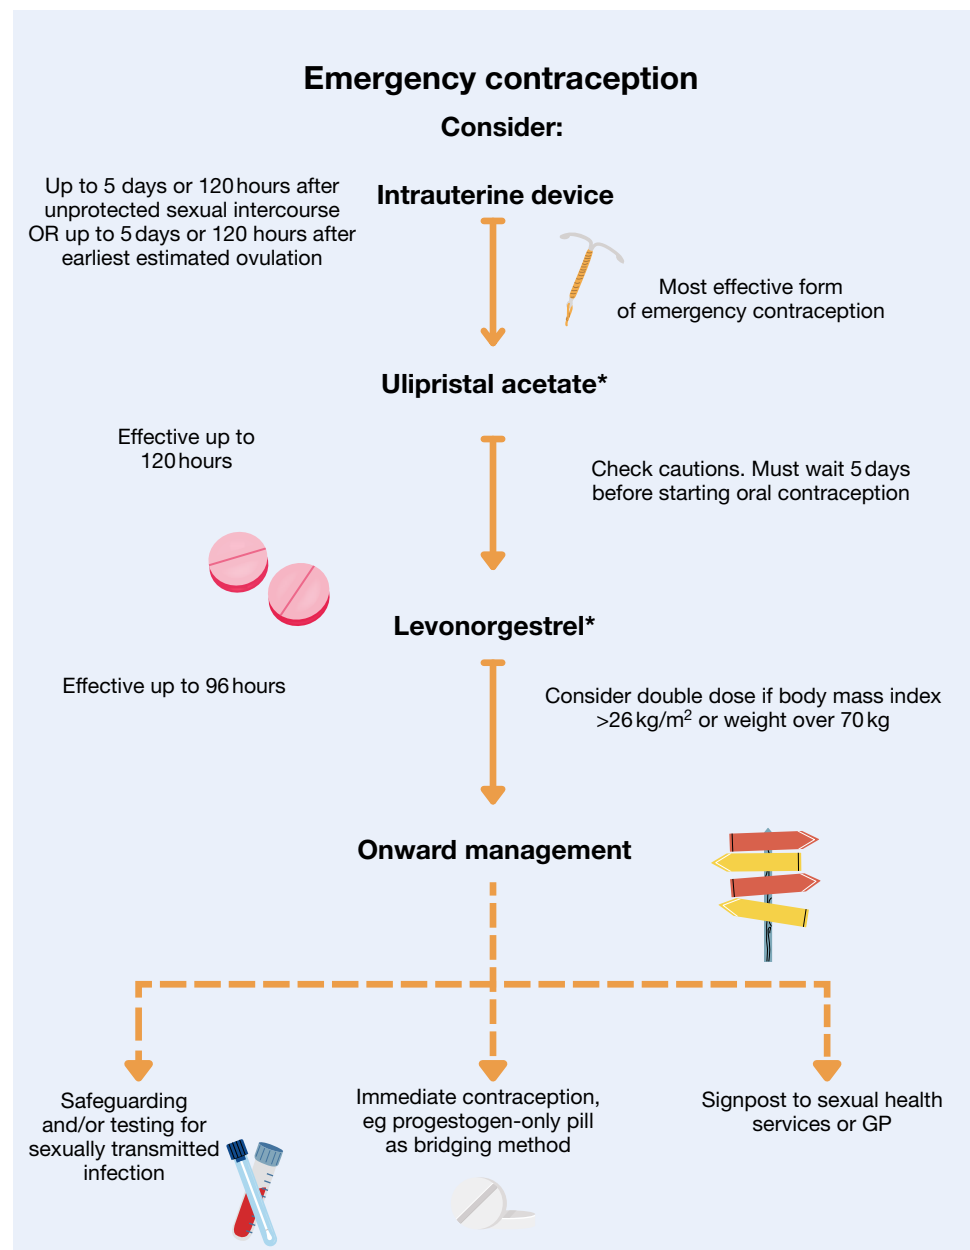 Emergency contraception
Consider:
Up to 5 days or 120 hours after
unprotected sexual intercourse
OR up to 5 days or 120 hours after
earliest estimated ovulation
Intrauterine device
Most effective form
of emergency contraception
Ulipristal acetate*
Effective up to
120 hours
Check cautions. Must wait 5 days
before starting oral contraception
Levonorgestrel*
Effective up to 96 hours
Consider double dose if body mass index
>26 kg/m² or weight over 70 kg
Onward management
Safeguarding
and/or testing for
sexually transmitted
infection
Immediate contraception,
eg progestogen-only pill
as bridging method
Signpost to sexual health
services or GP